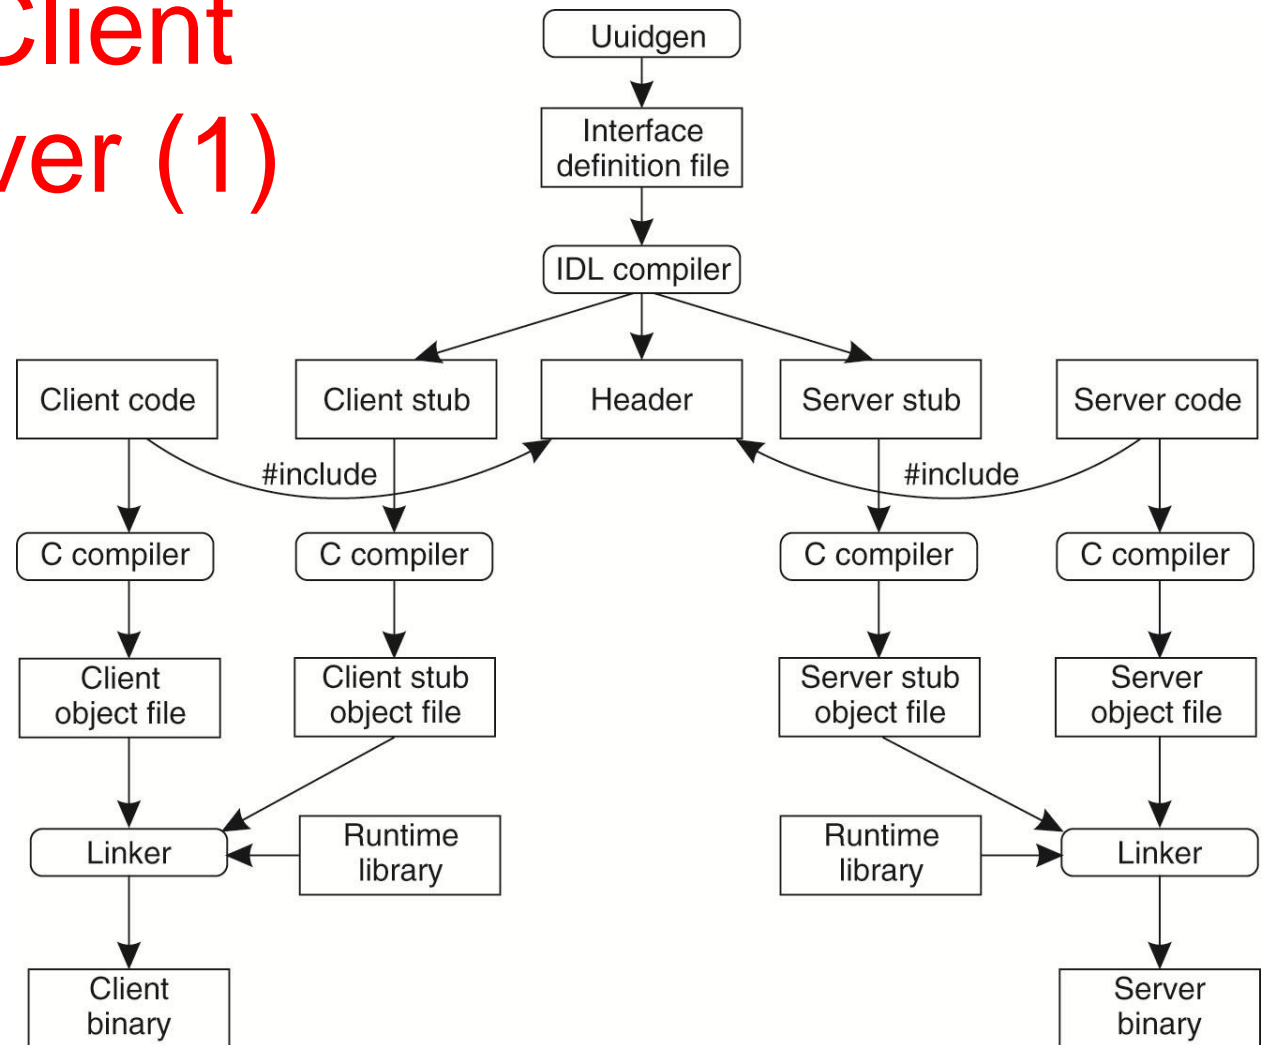 Client
ver (1)
Uuidgen
Interface
definition file
IDL compiler
Client code
Client stub
Header
Server stub
Server code
#include
#include
C compiler
C compiler
C compiler
C compiler
Client
object file
Client stub
object file
Server stub
object file
Server
object file
Linker
Runtime
library
Runtime
library
Linker
Client
binary
Server
binary